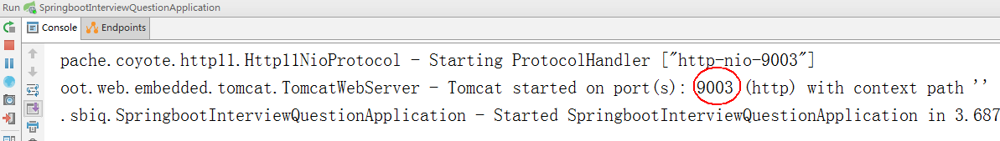 Run SpringbootInterviewQuestionApplication
Console Endpoints
pache.coyote.http11.Http11NioProtocol - Starting ProtocolHandler ["http-nio-9003"]
oot.web.embedded.tomcat.TomcatWebServer - Tomcat started on port(s): 9003 (http) with context path ''
.sbiq.SpringbootInterviewQuestionApplication - Started SpringbootInterviewQuestionApplication in 3.687